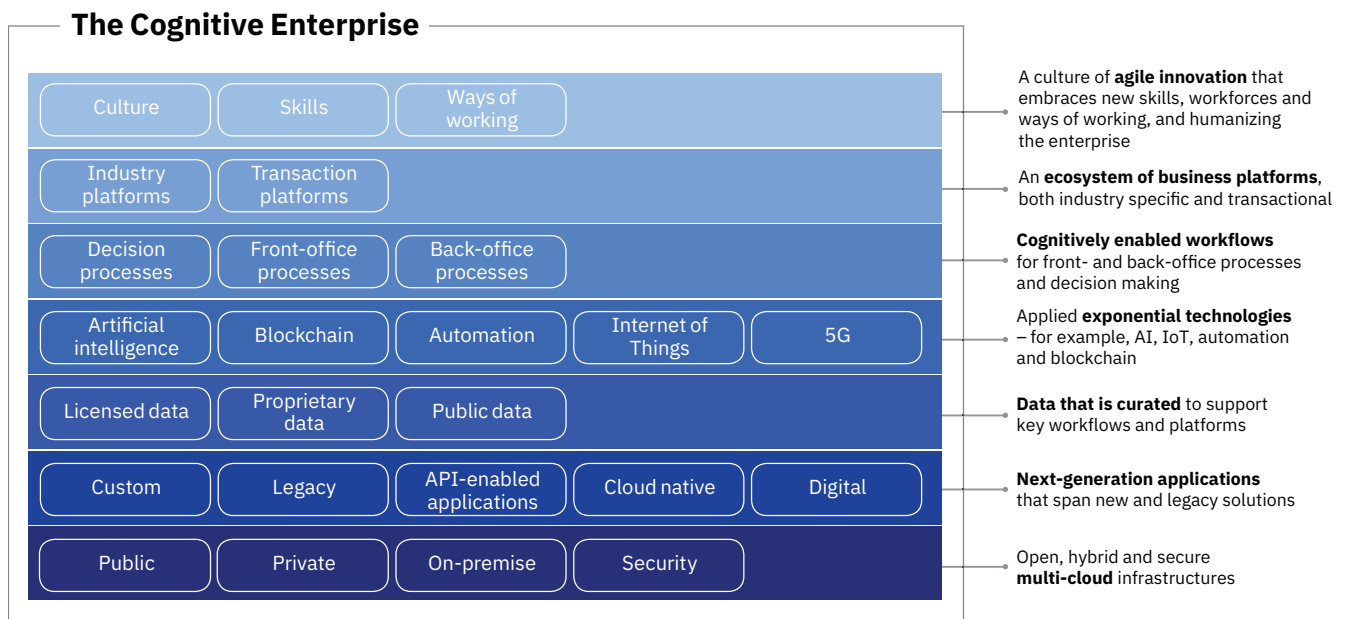 The Cognitive Enterprise
Culture
Skills
Ways of
working
A culture of agile innovation that
embraces new skills, workforces and
ways of working, and humanizing
the enterprise
Industry
platforms
Transaction
platforms
An ecosystem of business platforms,
both industry specific and transactional
Decision
processes
Front-office
processes
Back-office
processes
Cognitively enabled workflows
for front- and back-office processes
and decision making
Artificial
intelligence
Blockchain
Automation
Internet of
Things
5G
Applied exponential technologies
– for example, AI, IoT, automation
and blockchain
Licensed data
Proprietary
data
Public data
Data that is curated to support
key workflows and platforms
Custom
Legacy
API-enabled
applications
Cloud native
Digital
Next-generation applications
that span new and legacy solutions
Public
Private
On-premise
Security
Open, hybrid and secure
multi-cloud infrastructures